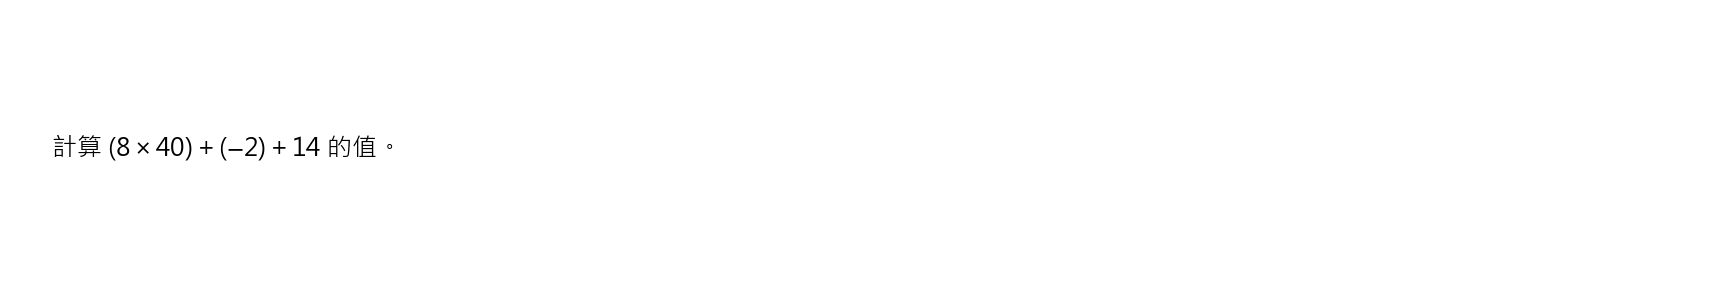 計算 (8 × 40) + (−2) + 14 的值。